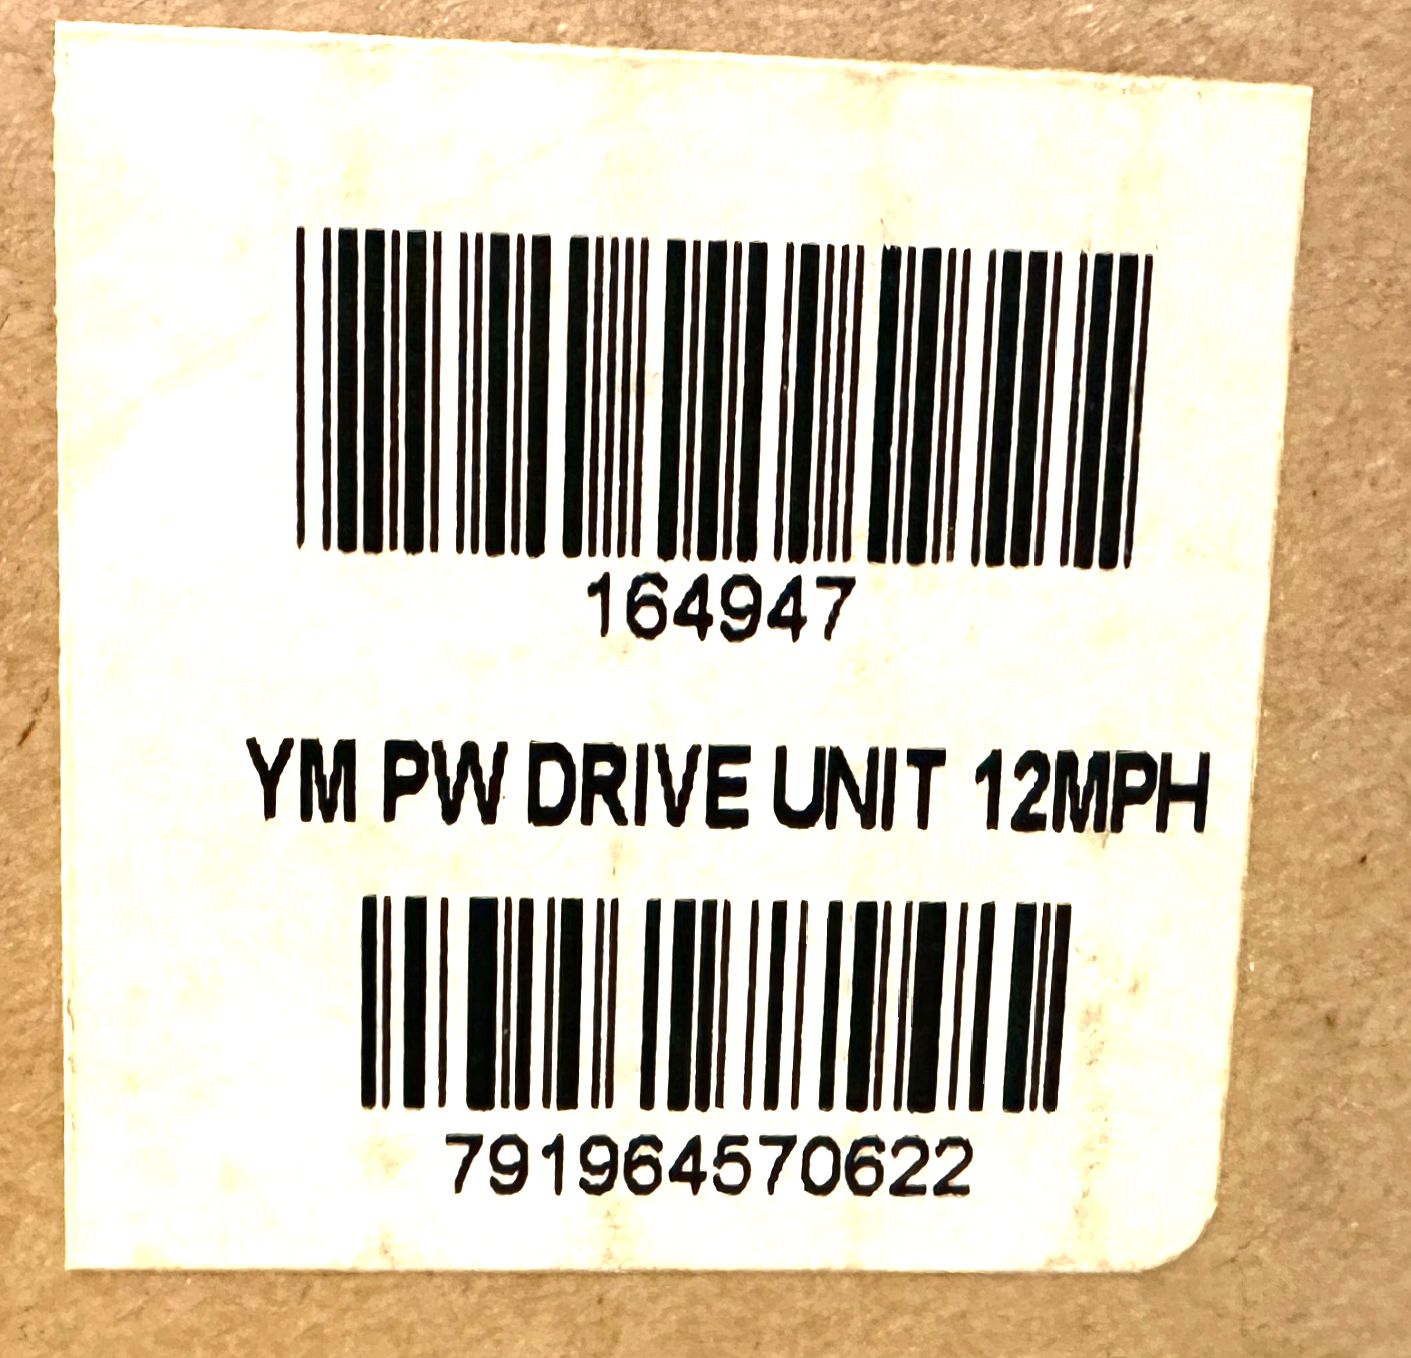 164947
YM PW DRIVE UNIT 12MPH
791964570622